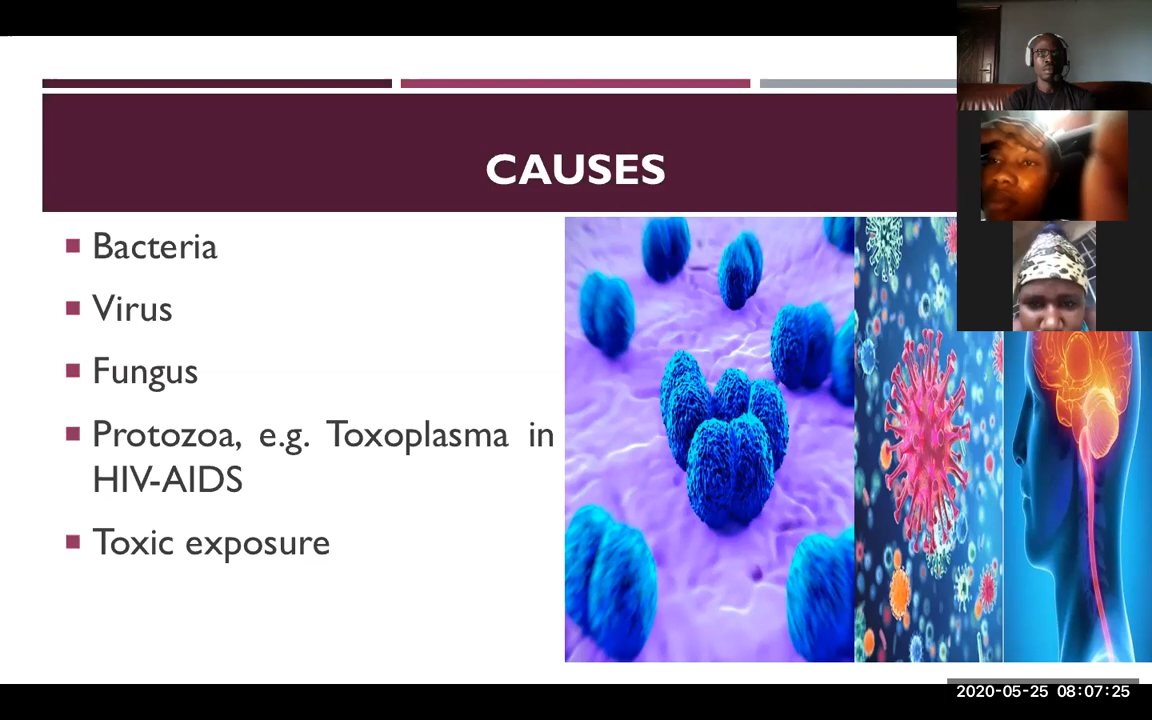 CAUSES
Bacteria
Virus
Fungus
Protozoa, e.g. Toxoplasma in
HIV-AIDS
Toxic exposure
2020-05-25 08:07:25